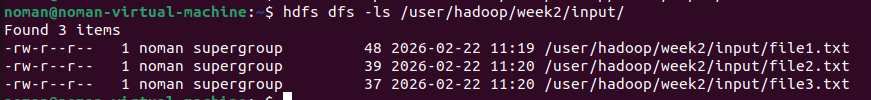 noman@noman-virtual-machine:~$ hdfs dfs -ls /user/hadoop/week2/input/
Found 3 items
-rw-r--r--   1 noman supergroup         48 2026-02-22 11:19 /user/hadoop/week2/input/file1.txt
-rw-r--r--   1 noman supergroup         39 2026-02-22 11:20 /user/hadoop/week2/input/file2.txt
-rw-r--r--   1 noman supergroup         37 2026-02-22 11:20 /user/hadoop/week2/input/file3.txt
noman@noman-virtual-machine:~$